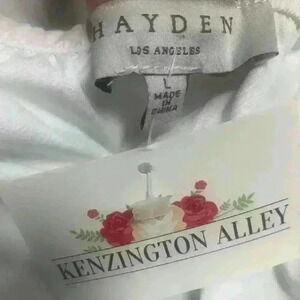 HAYDEN
LOS ANGELES
L
MADE
IN
CHINA
KENZINGTON ALLEY